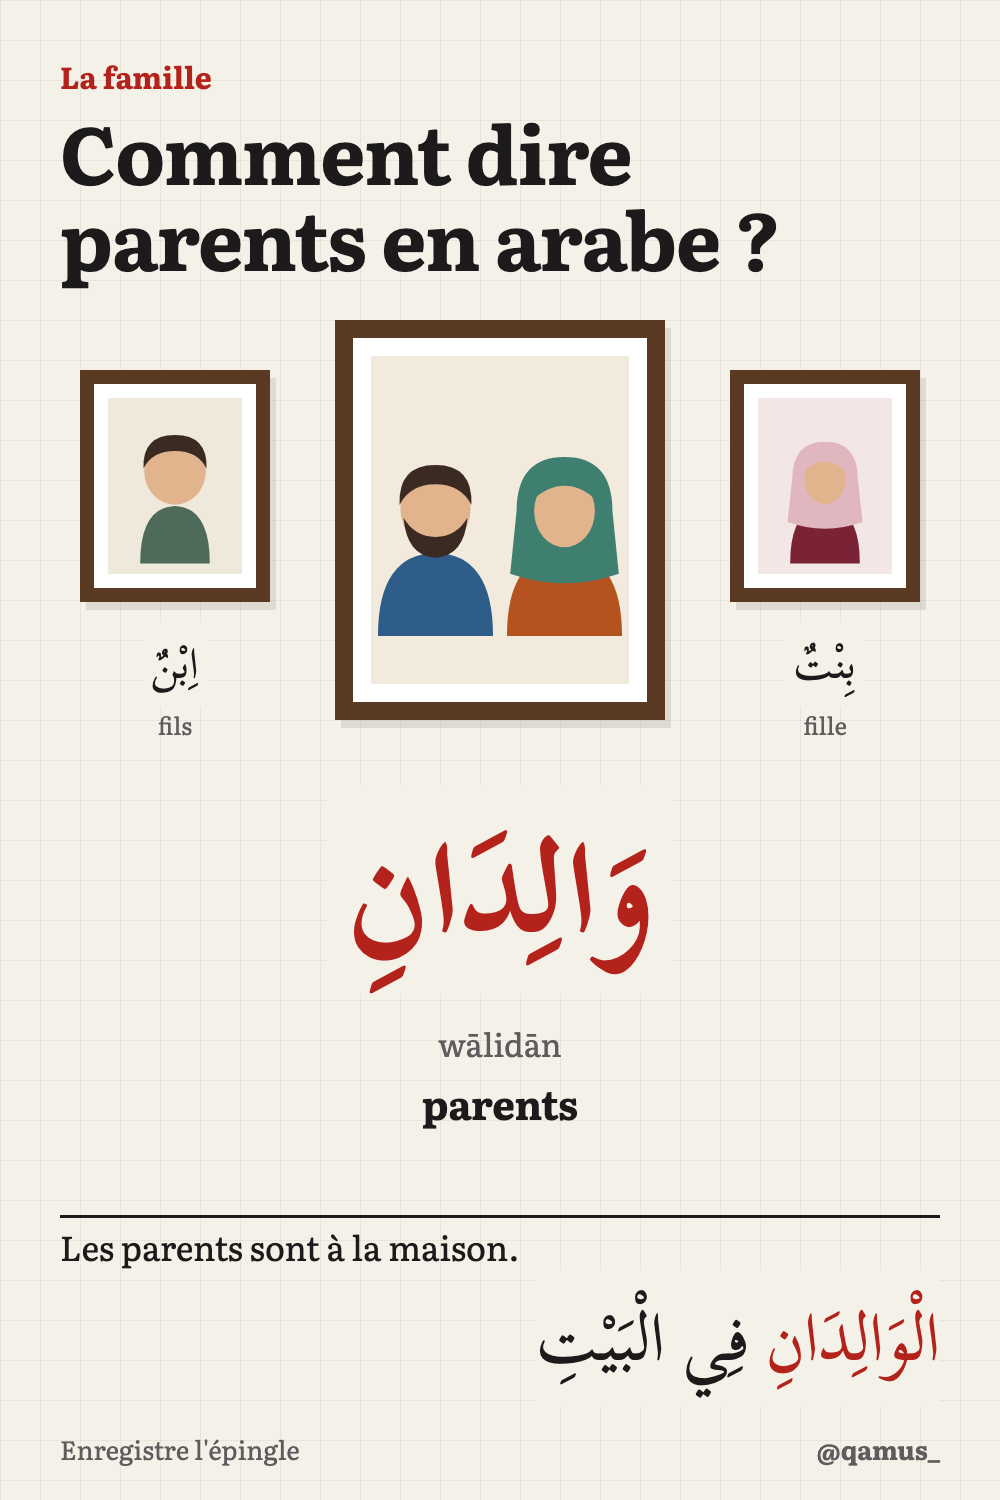 La famille
Comment dire
parents en arabe ?
اِبْنٌ
fils
بِنْتٌ
fille
وَالِدَانِ
wālidān
parents
Les parents sont à la maison.
الْوَالِدَانِ فِي الْبَيْتِ
Enregistre l'épingle
@qamus_